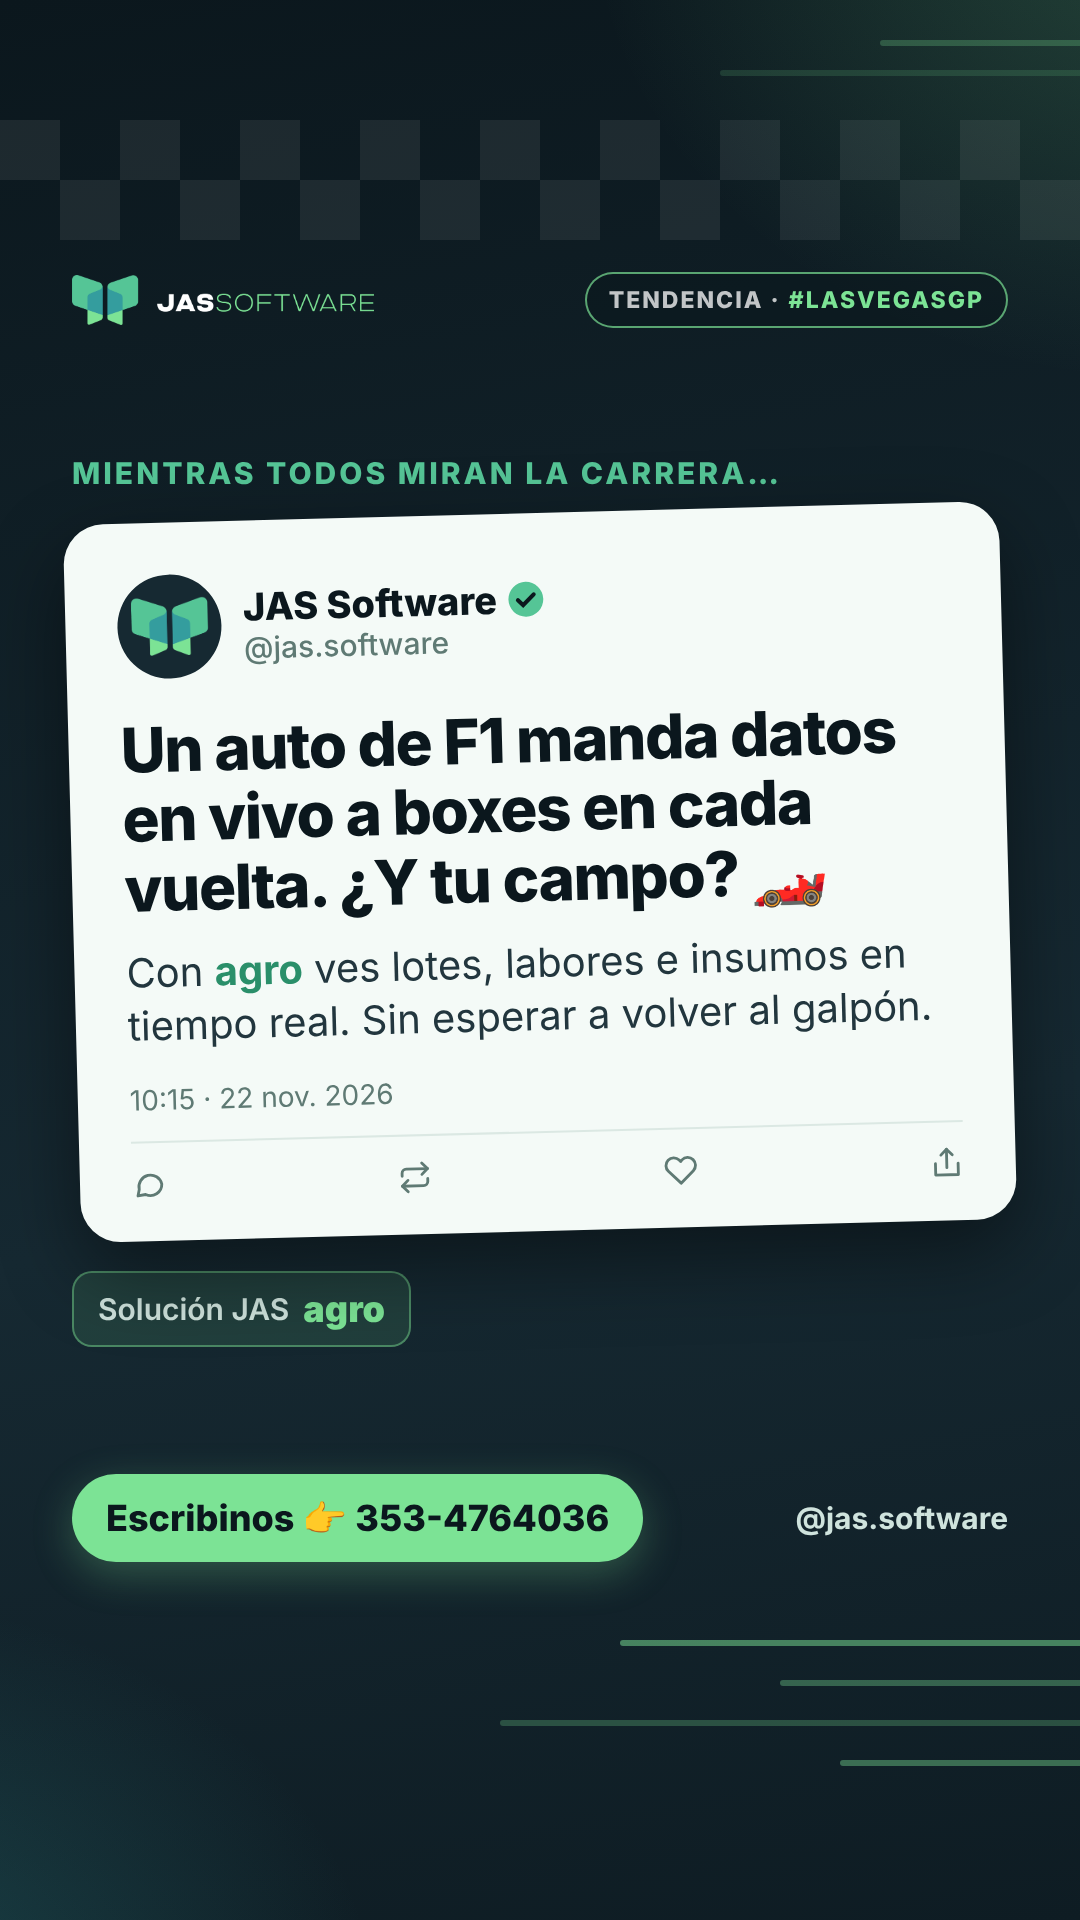 JASSOFTWARE
TENDENCIA · #LASVEGASGP
MIENTRAS TODOS MIRAN LA CARRERA...
JAS Software
@jas.software
Un auto de F1 manda datos
en vivo a boxes en cada
vuelta. ¿Y tu campo? 🏎️
Con agro ves lotes, labores e insumos en
tiempo real. Sin esperar a volver al galpón.
10:15 · 22 nov. 2026
Solución JAS agro
Escribinos 👉 353-4764036
@jas.software